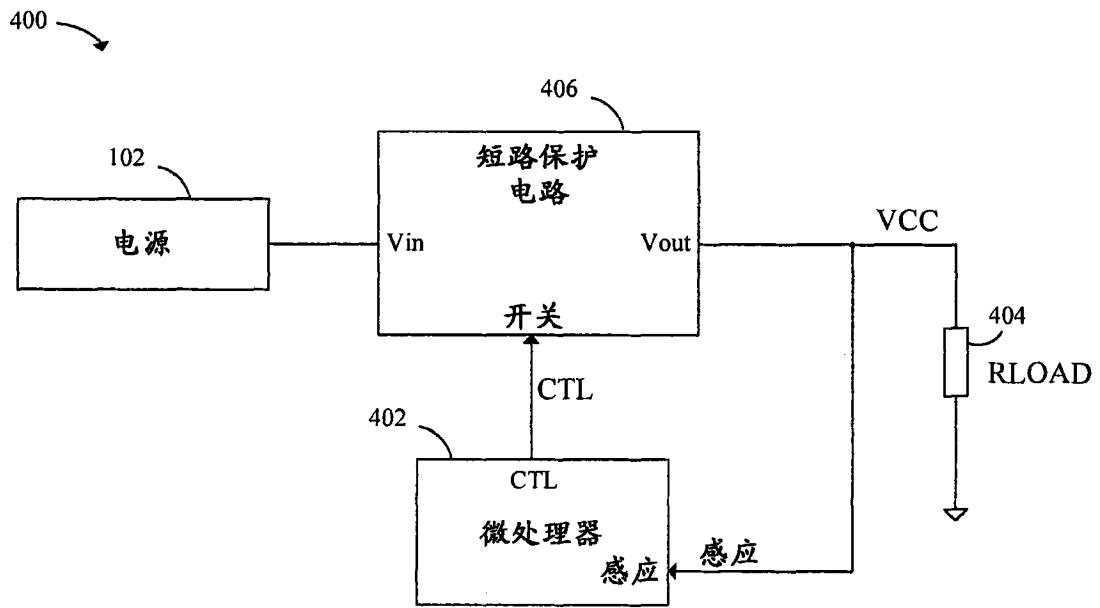 400
406
短路保护
电路
102
电源
Vin
Vout
VCC
开关
404
RLOAD
CTL
402
CTL
微处理器
感应
感应